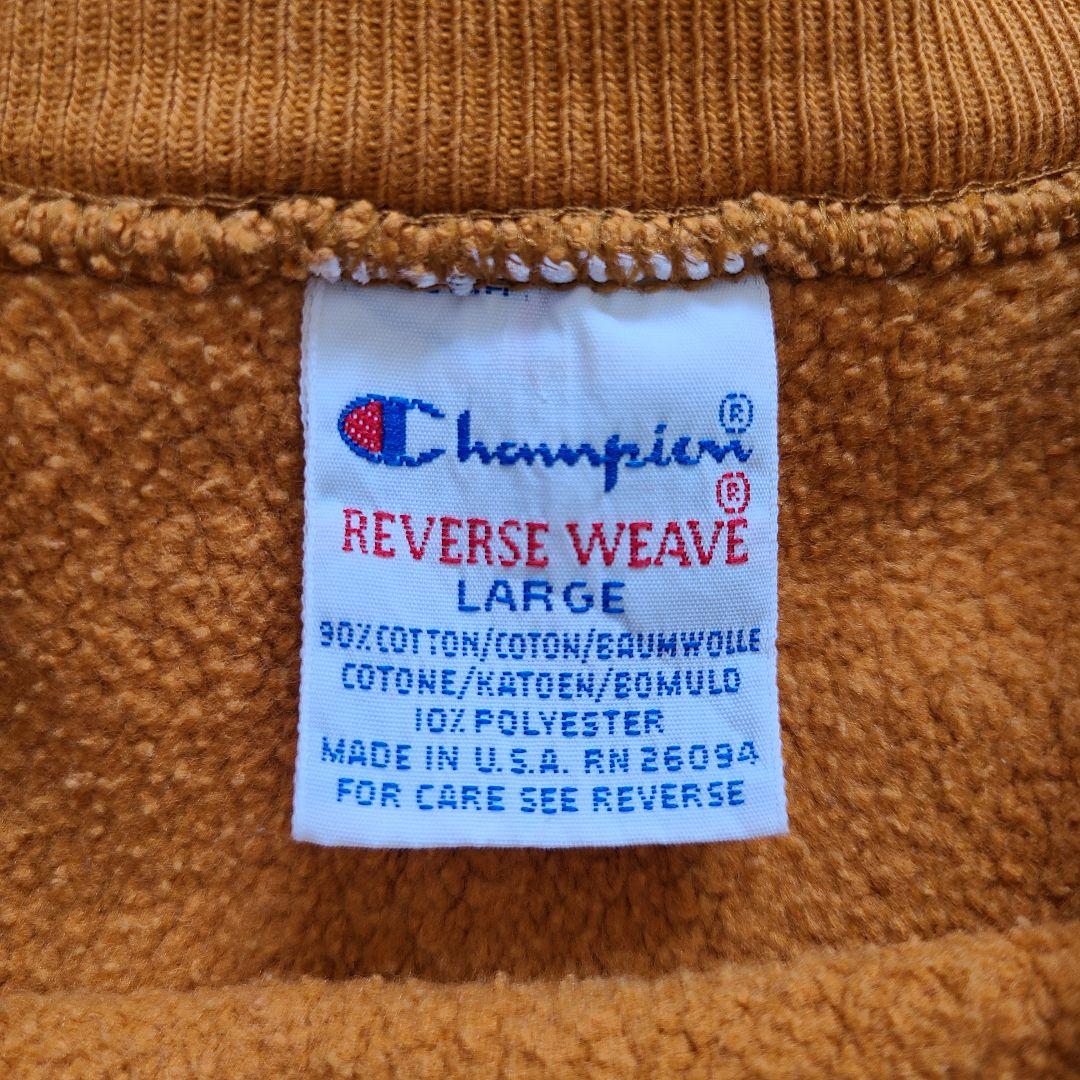 Champion®
®
REVERSE WEAVE
LARGE
90% COTTON/COTON/BAUMWOLLE
COTONE/KATOEN/BOMULD
10% POLYESTER
MADE IN U.S.A. RN 26094
FOR CARE SEE REVERSE